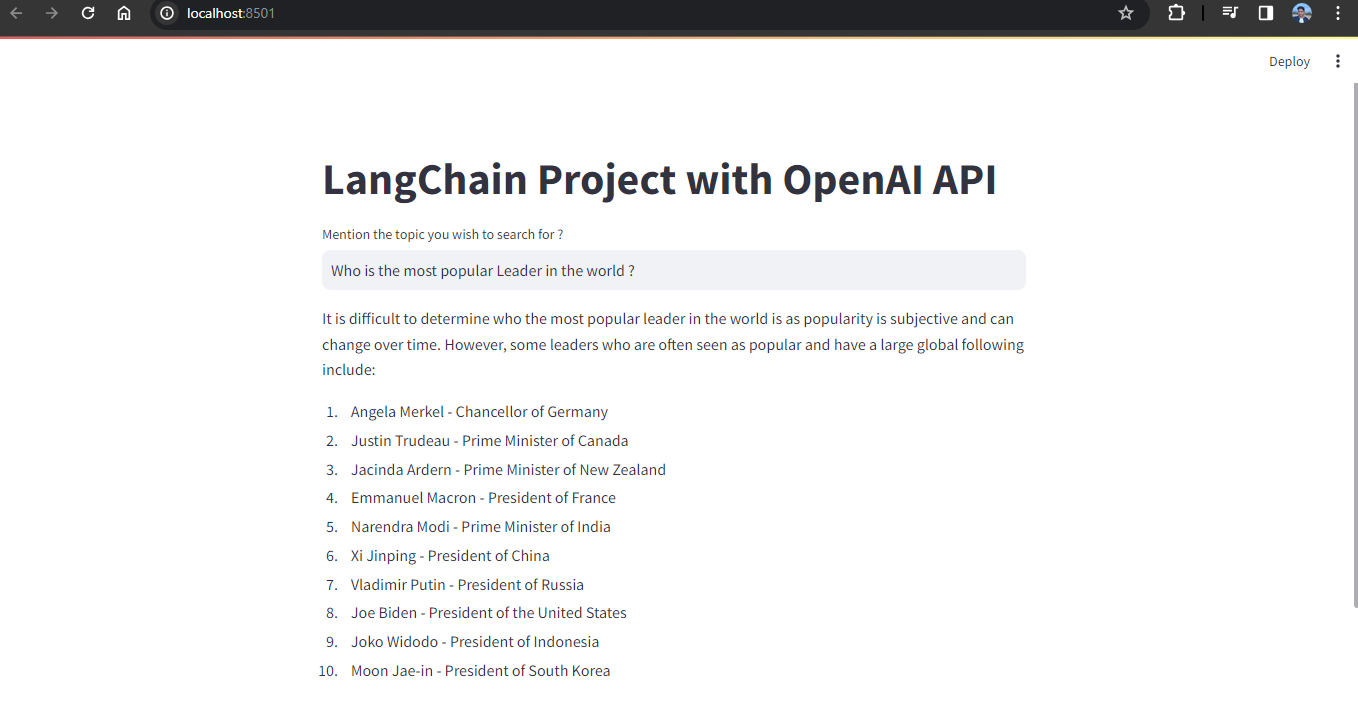 localhost:8501
Deploy
LangChain Project with OpenAI API
Mention the topic you wish to search for ?
Who is the most popular Leader in the world ?
It is difficult to determine who the most popular leader in the world is as popularity is subjective and can
change over time. However, some leaders who are often seen as popular and have a large global following
include:
1. Angela Merkel - Chancellor of Germany
2. Justin Trudeau - Prime Minister of Canada
3. Jacinda Ardern - Prime Minister of New Zealand
4. Emmanuel Macron - President of France
5. Narendra Modi - Prime Minister of India
6. Xi Jinping - President of China
7. Vladimir Putin - President of Russia
8. Joe Biden - President of the United States
9. Joko Widodo - President of Indonesia
10. Moon Jae-in - President of South Korea